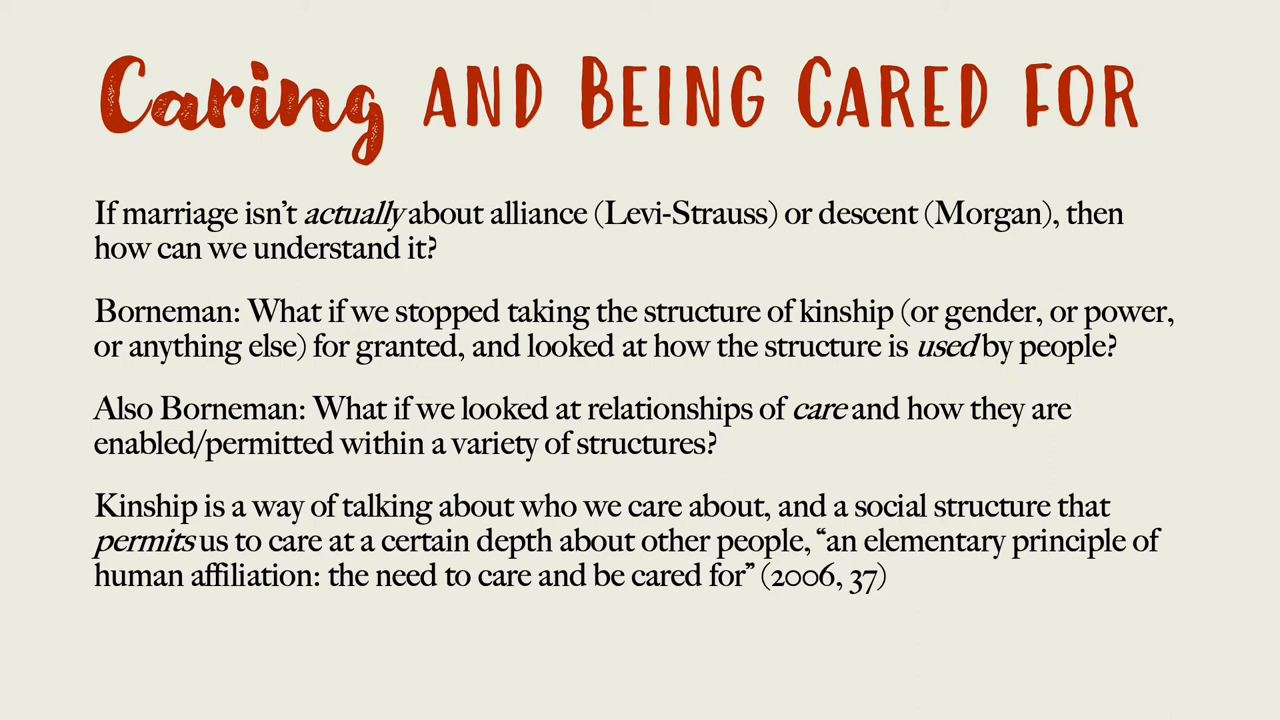 Caring AND BEING CARED FOR
If marriage isn't actually about alliance (Levi-Strauss) or descent (Morgan), then
how can we understand it?
Borneman: What if we stopped taking the structure of kinship (or gender, or power,
or anything else) for granted, and looked at how the structure is used by people?
Also Borneman: What if we looked at relationships of care and how they are
enabled/permitted within a variety of structures?
Kinship is a way of talking about who we care about, and a social structure that
permits us to care at a certain depth about other people, “an elementary principle of
human affiliation: the need to care and be cared for” (2006, 37)